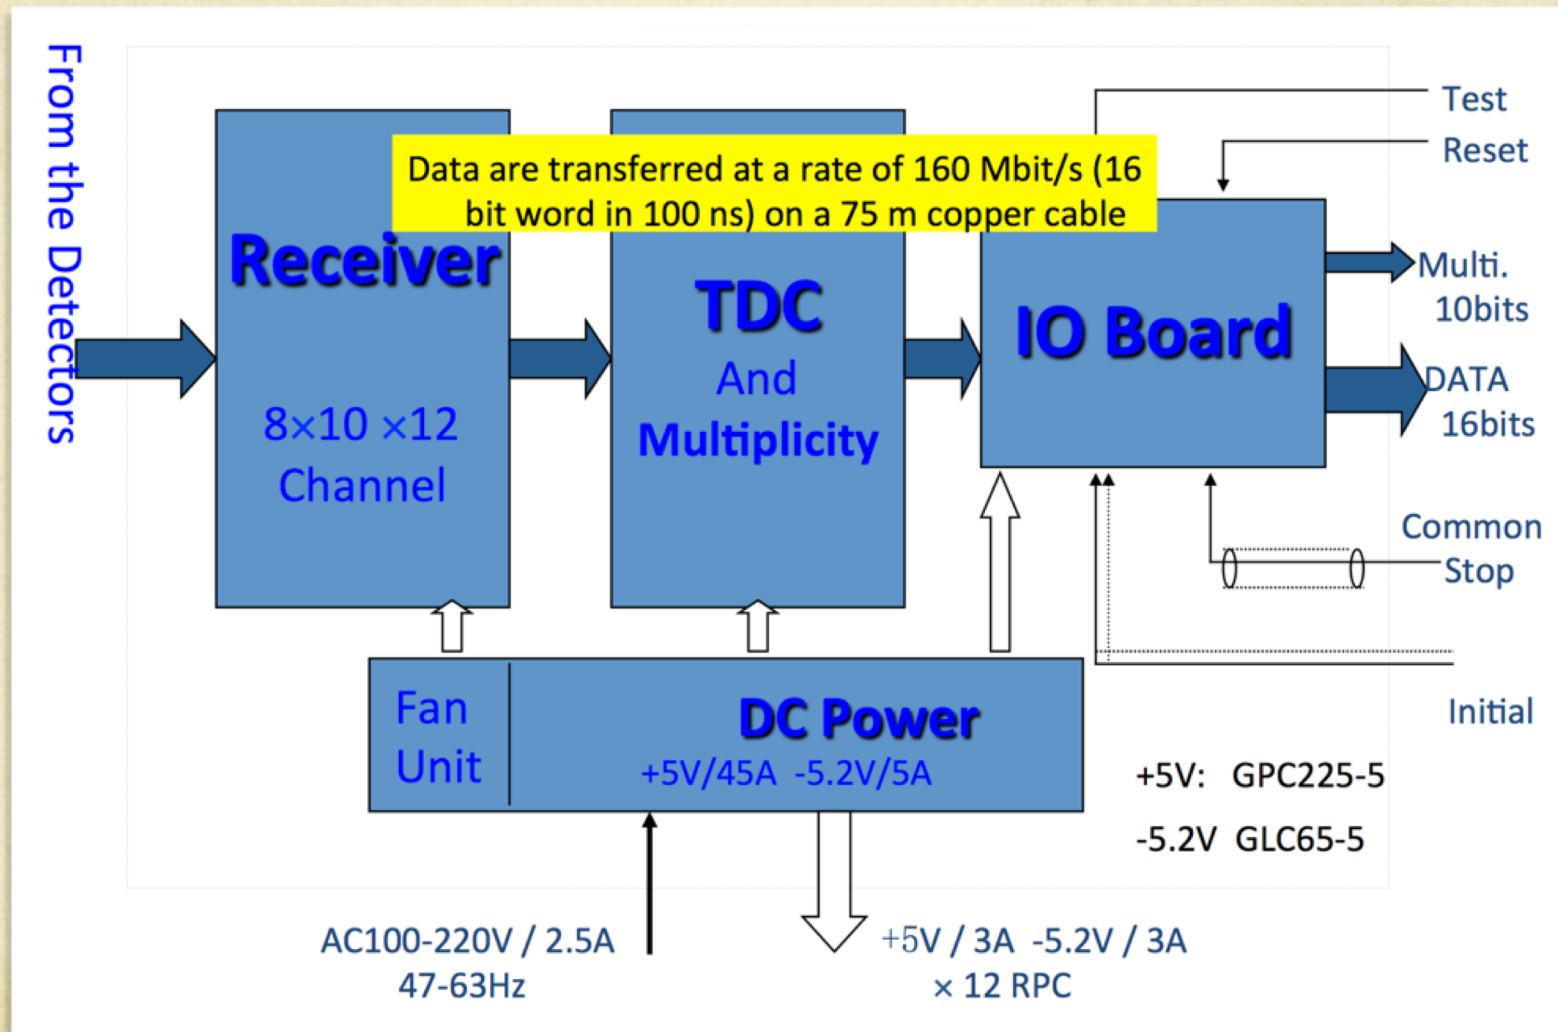 From the Detectors
Data are transferred at a rate of 160 Mbit/s (16
bit word in 100 ns) on a 75 m copper cable
Receiver
8×10 ×12
Channel
TDC
And
Multiplicity
IO Board
Test
Reset
Multi.
10bits
DATA
16bits
Common
Stop
Initial
Fan
Unit
DC Power
+5V/45A -5.2V/5A
+5V: GPC225-5
-5.2V GLC65-5
AC100-220V / 2.5A
47-63Hz
+5V / 3A -5.2V / 3A
× 12 RPC